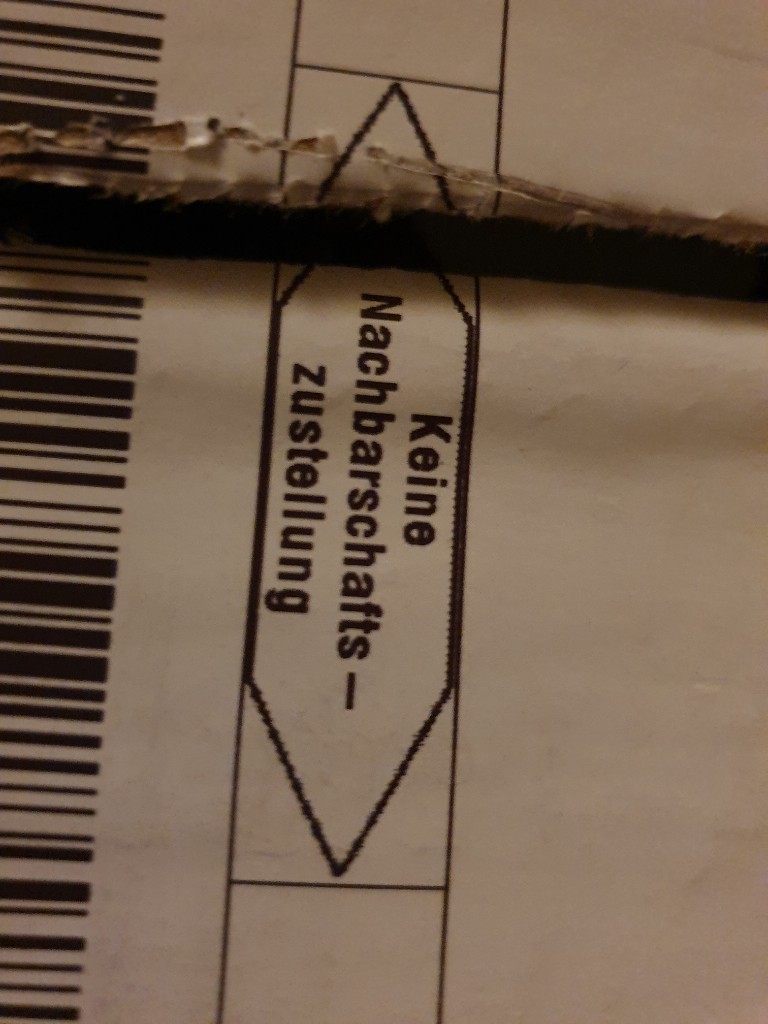 Keine
Nachbarschafts-
zustellung